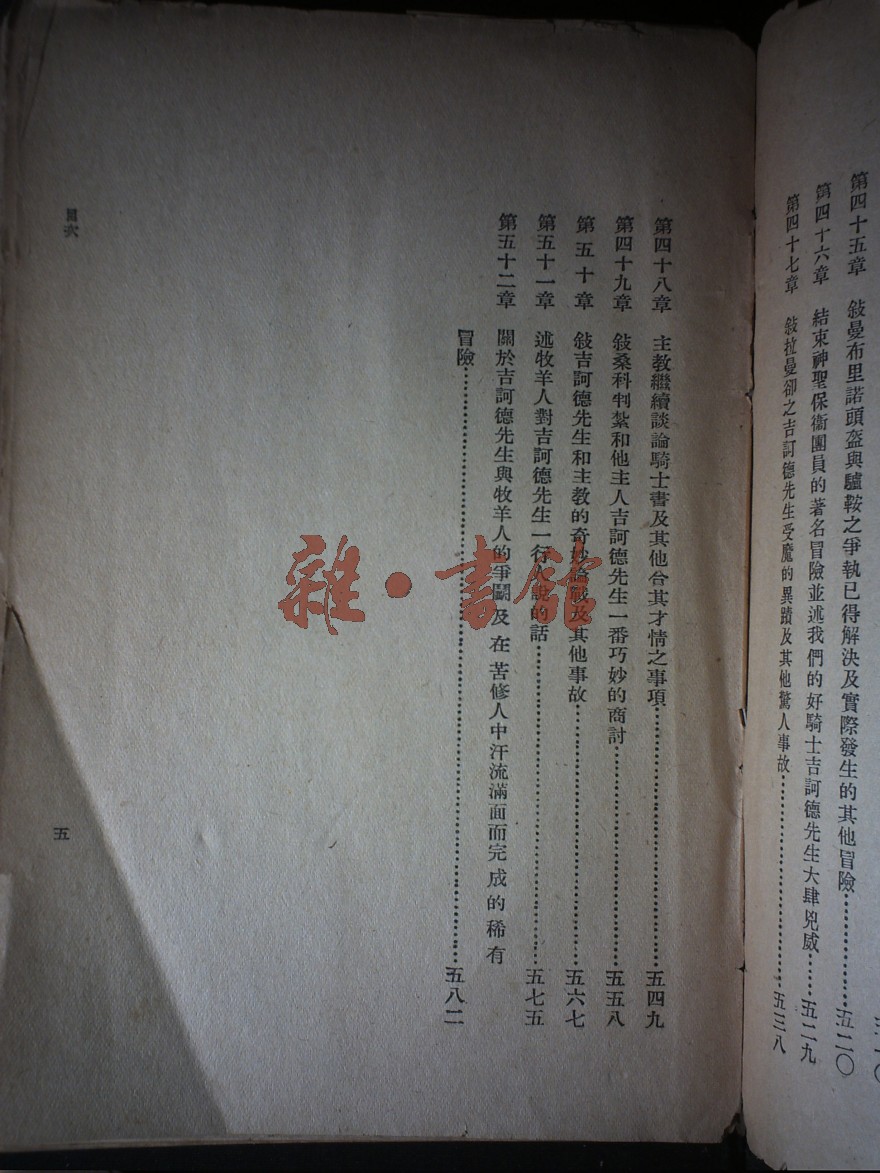 第四十五章　敍曼布里諾頭盔與驢鞍之爭執已得解決及實際發生的其他冒險……五二〇
第四十六章　結束神聖保衞團員的著名冒險並述我們的好騎士吉訶德先生大肆兇威……五二九
第四十七章　敍拉曼卻之吉訶德先生受魔的異蹟及其他驚人事故……五三八
第四十八章　主教繼續談論騎士書及其他合其才情之事項……五四九
第四十九章　敍桑科判紮和他主人吉訶德先生一番巧妙的商討……五五八
第五十章　敍吉訶德先生和主教的奇妙論戰及其他事故……五六七
第五十一章　述牧羊人對吉訶德先生一行人說的話……五七五
第五十二章　關於吉訶德先生與牧羊人的爭鬭及在苦修人中汗流滿面而完成的稀有
冒險……五八二
目次
五
雜·書館